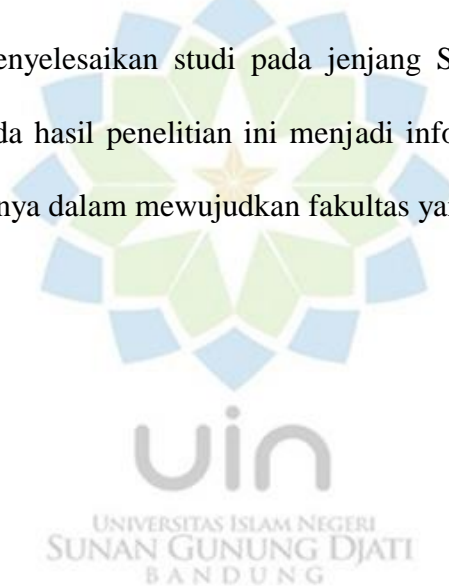 enyelesaikan studi pada jenjang S
da hasil penelitian ini menjadi info
nya dalam mewujudkan fakultas ya
uin
UNIVERSITAS ISLAM NEGERI
SUNAN GUNUNG DJATI
BANDUNG